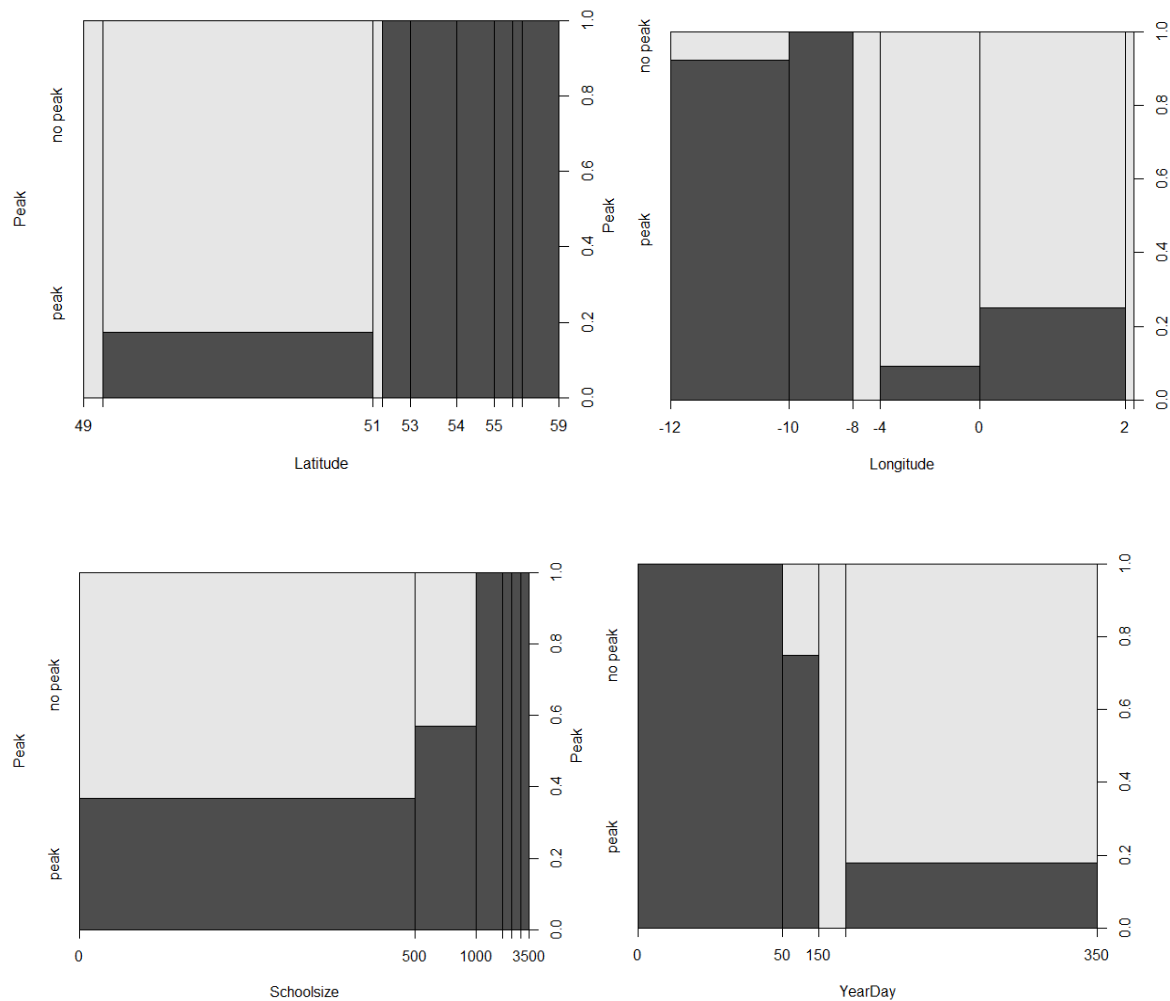 no peak
peak
Peak
0.0 0.2 0.4 0.6 0.8 1.0
49 51 53 54 55 59
Latitude
no peak
peak
Peak
0.0 0.2 0.4 0.6 0.8 1.0
-12 -10 -8 -4 0 2
Longitude
no peak
peak
Peak
0.0 0.2 0.4 0.6 0.8 1.0
0 500 1000 3500
Schoolsize
no peak
peak
Peak
0.0 0.2 0.4 0.6 0.8 1.0
0 50 150 350
YearDay